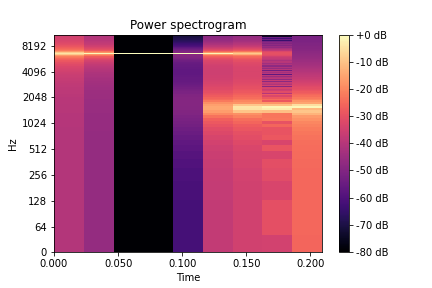 Power spectrogram
8192
4096
2048
1024
512
256
128
64
0
Hz
0.000 0.050 0.100 0.150 0.200
Time
+0 dB
-10 dB
-20 dB
-30 dB
-40 dB
-50 dB
-60 dB
-70 dB
-80 dB